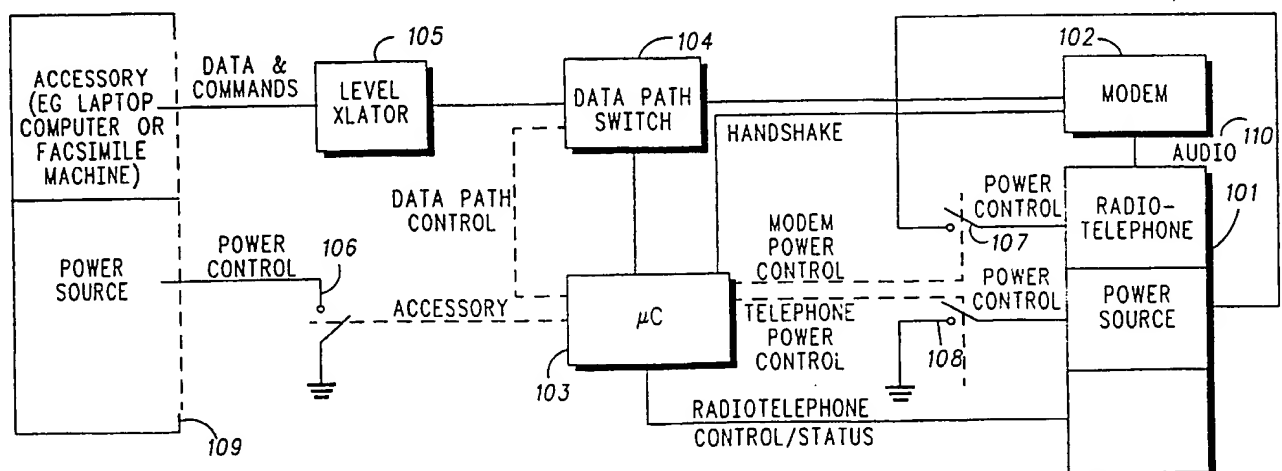 105
104
102
ACCESSORY
(EG LAPTOP
COMPUTER OR
FACSIMILE
MACHINE)
DATA &
COMMANDS
LEVEL
XLATOR
DATA PATH
SWITCH
MODEM
HANDSHAKE
AUDIO
110
DATA PATH
CONTROL
POWER
CONTROL
107
RADIO-
TELEPHONE
101
POWER
SOURCE
POWER
CONTROL
106
MODEM
POWER
CONTROL
ACCESSORY
μC
103
TELEPHONE
POWER
CONTROL
POWER
CONTROL
108
POWER
SOURCE
RADIOTELEPHONE
CONTROL/STATUS
109